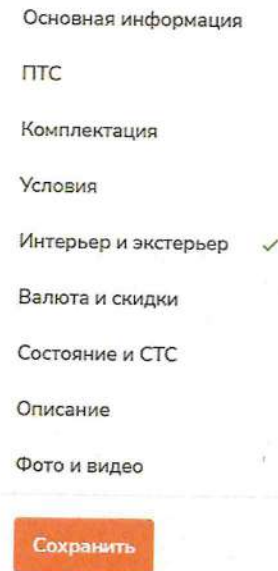 Основная информация
ПТС
Комплектация
Условия
Интерьер и экстерьер
Валюта и скидки
Состояние и СТС
Описание
Фото и видео
Сохранить